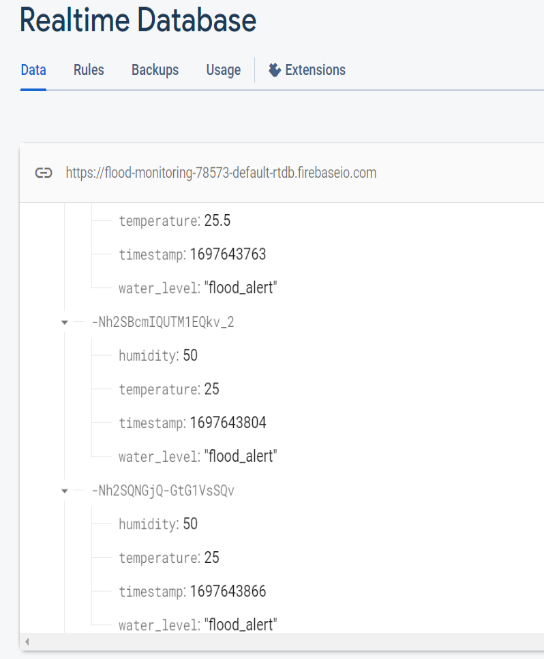 Realtime Database
Data Rules Backups Usage Extensions
https://flood-monitoring-78573-default-rtdb.firebaseio.com
temperature: 25.5
timestamp: 1697643763
water_level: "flood_alert"
-Nh2SBcmIQUTM1EQkv_2
humidity: 50
temperature: 25
timestamp: 1697643804
water_level: "flood_alert"
-Nh2SQNGjQ-GtG1VsSQv
humidity: 50
temperature: 25
timestamp: 1697643866
water_level: "flood_alert"